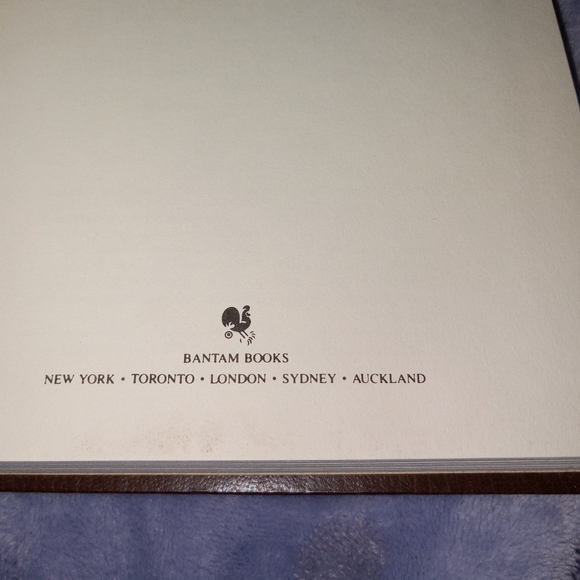 BANTAM BOOKS
NEW YORK • TORONTO • LONDON • SYDNEY • AUCKLAND